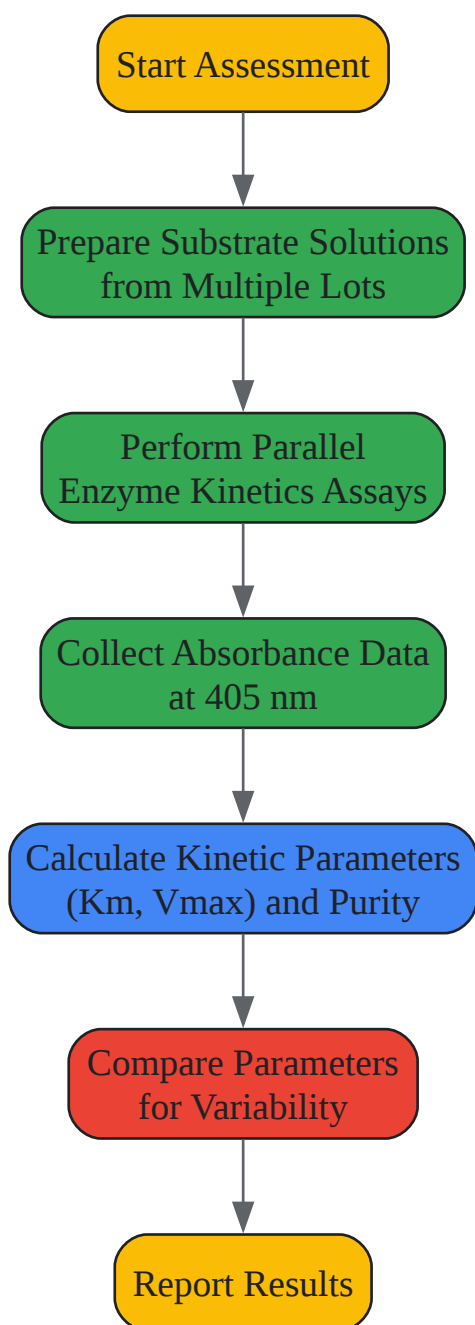 Start Assessment
Prepare Substrate Solutions
from Multiple Lots
Perform Parallel
Enzyme Kinetics Assays
Collect Absorbance Data
at 405 nm
Calculate Kinetic Parameters
(Km, Vmax) and Purity
Compare Parameters
for Variability
Report Results